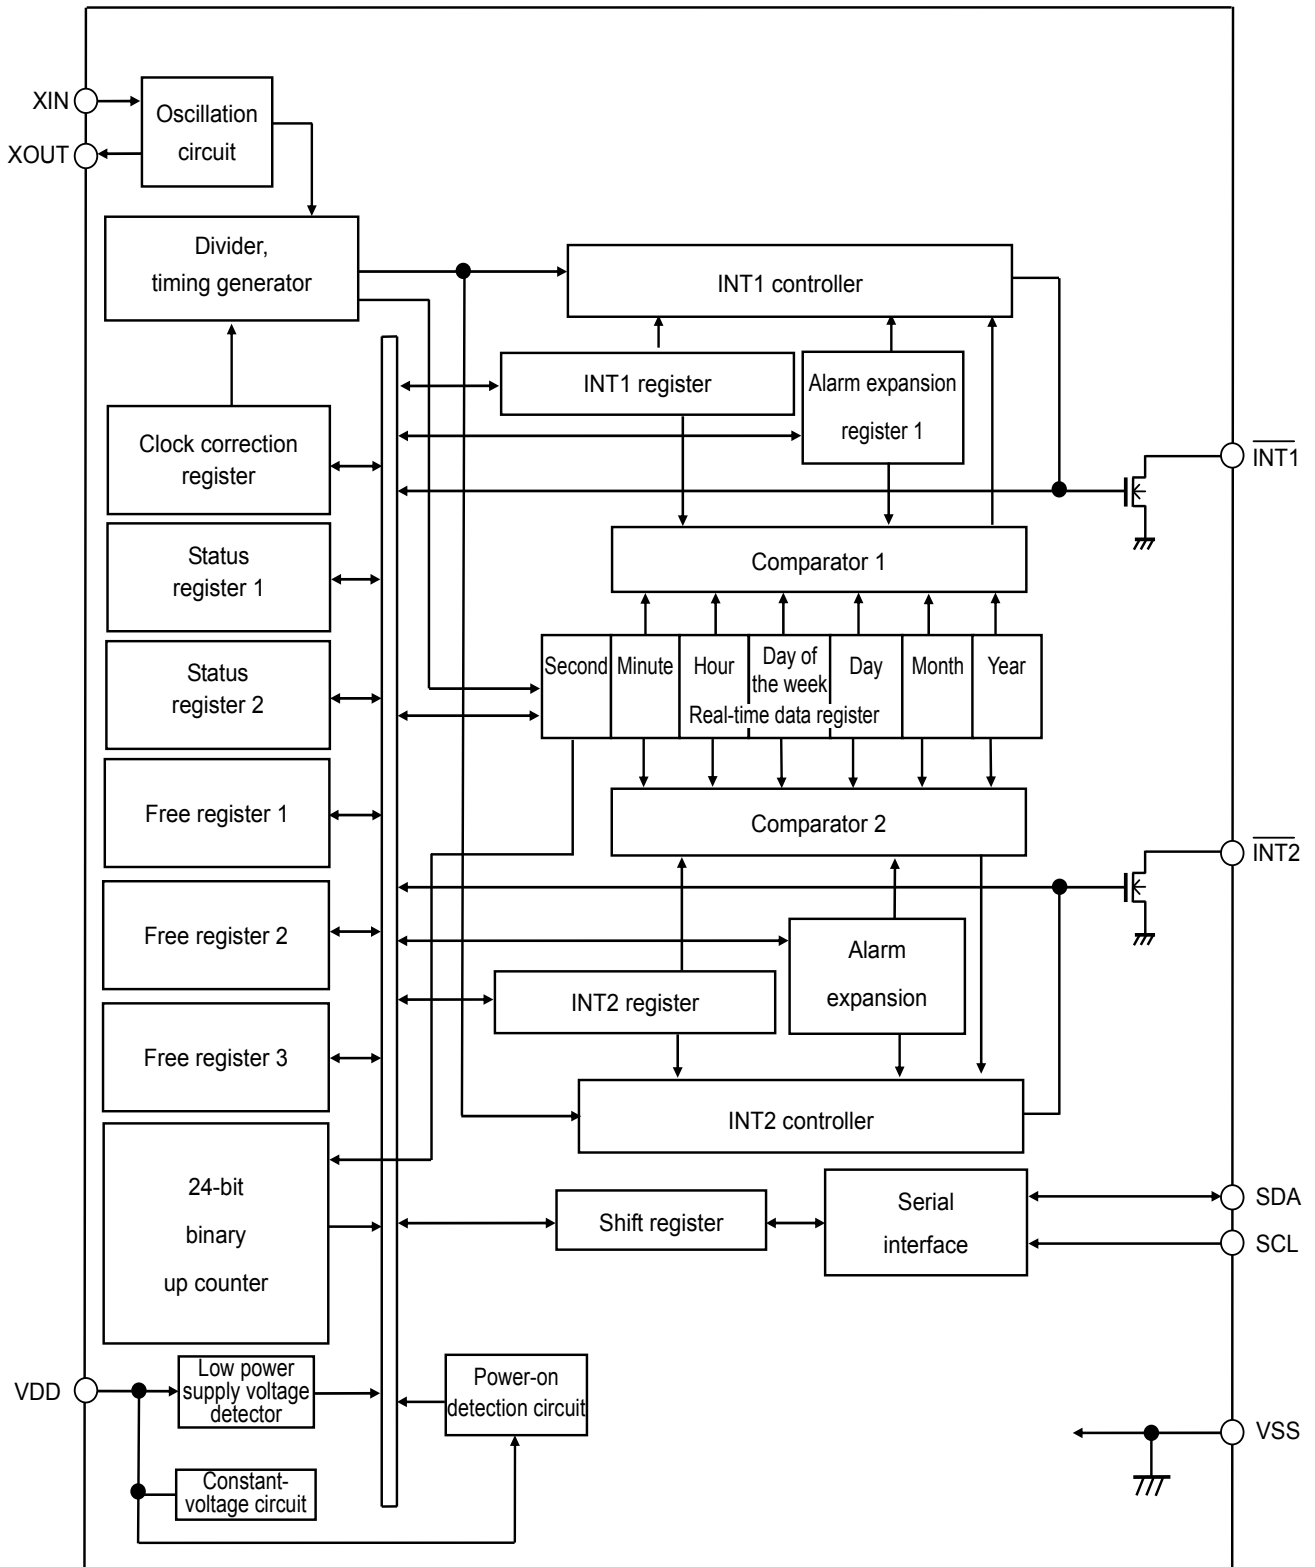 XIN
XOUT
Oscillation
circuit
Divider,
timing generator
INT1 controller
INT1 register
Alarm expansion
register 1
Clock correction
register
INT1
Status
register 1
Comparator 1
Status
register 2
Second
Minute
Hour
Day of
the week
Day
Month
Year
Real-time data register
Free register 1
Comparator 2
INT2
Free register 2
Alarm
expansion
INT2 register
Free register 3
INT2 controller
24-bit
binary
up counter
Shift register
Serial
interface
SDA
SCL
VDD
Low power
supply voltage
detector
Power-on
detection circuit
VSS
Constant-
voltage circuit